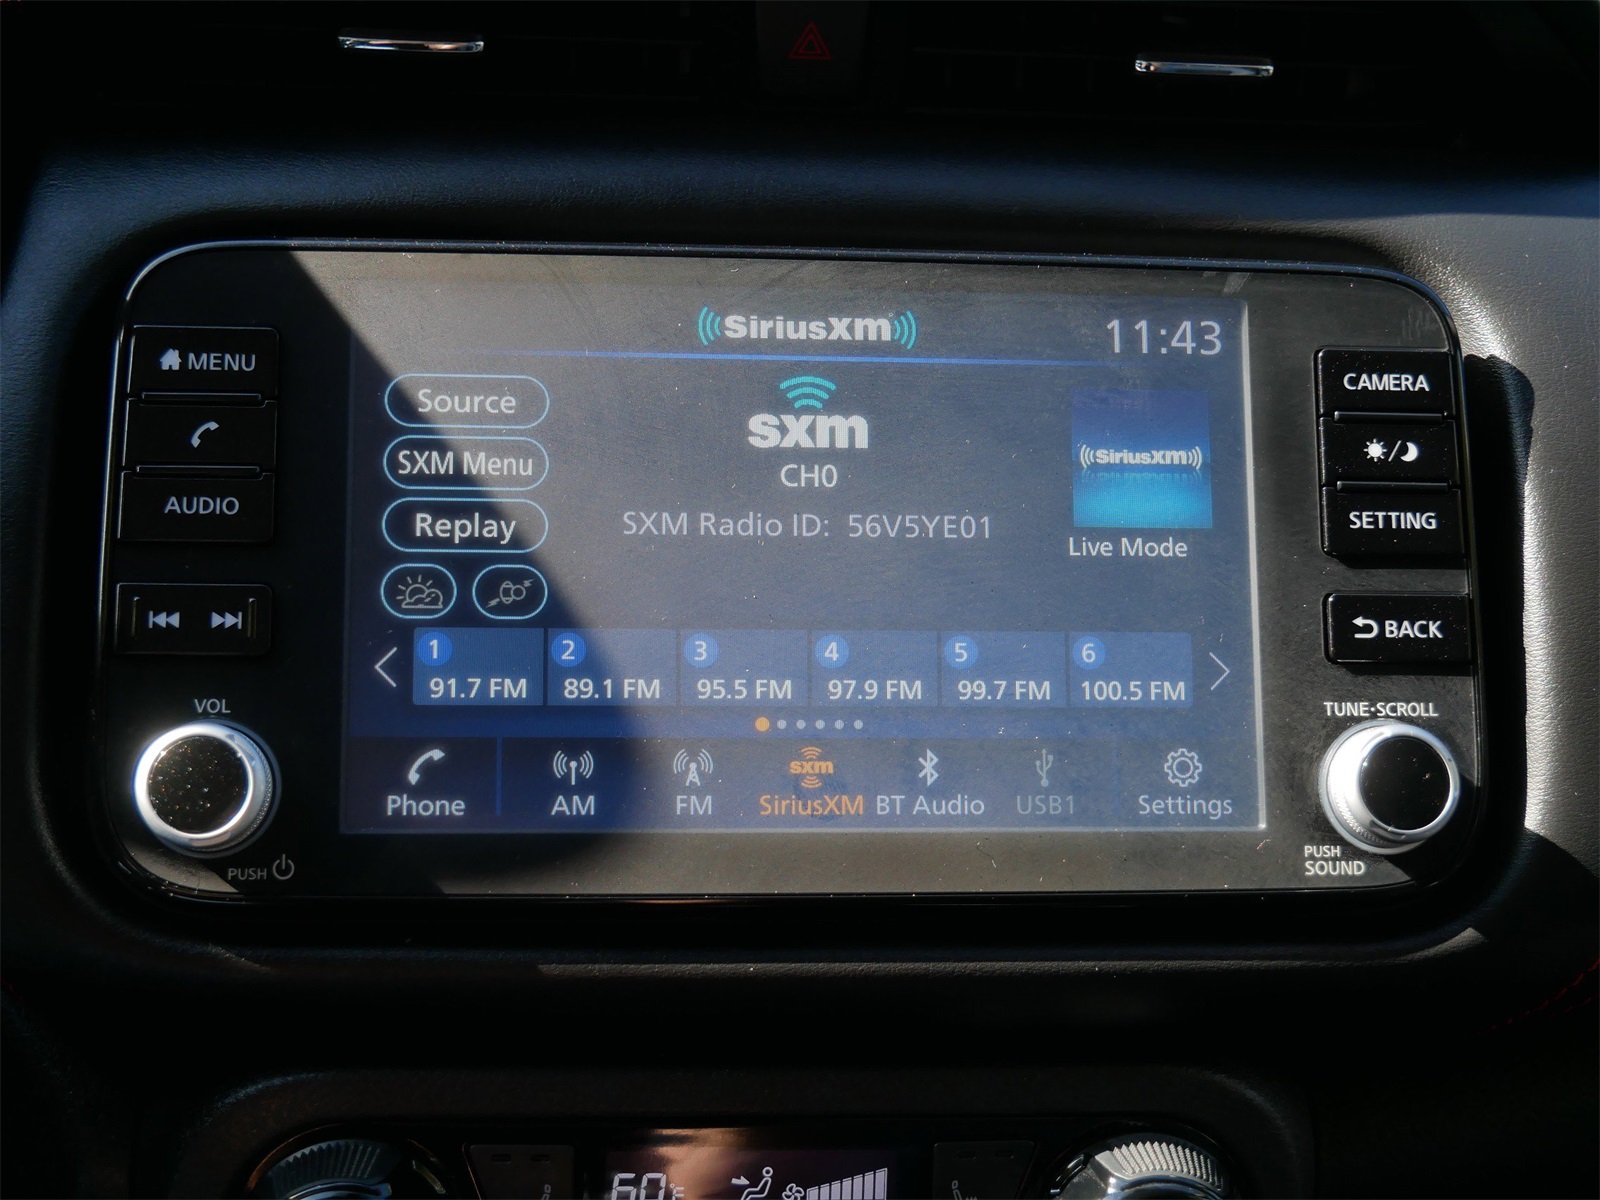 SiriusXM
11:43
MENU
AUDIO
VOL
PUSH
Source
SXM Menu
Replay
sxm
CH0
SXM Radio ID: 56V5YE01
SiriusXM
Live Mode
1 2 3 4 5 6
91.7 FM 89.1 FM 95.5 FM 97.9 FM 99.7 FM 100.5 FM
sxm
Phone AM FM SiriusXM BT Audio USB1 Settings
CAMERA
SETTING
BACK
TUNE·SCROLL
PUSH
SOUND
60°F